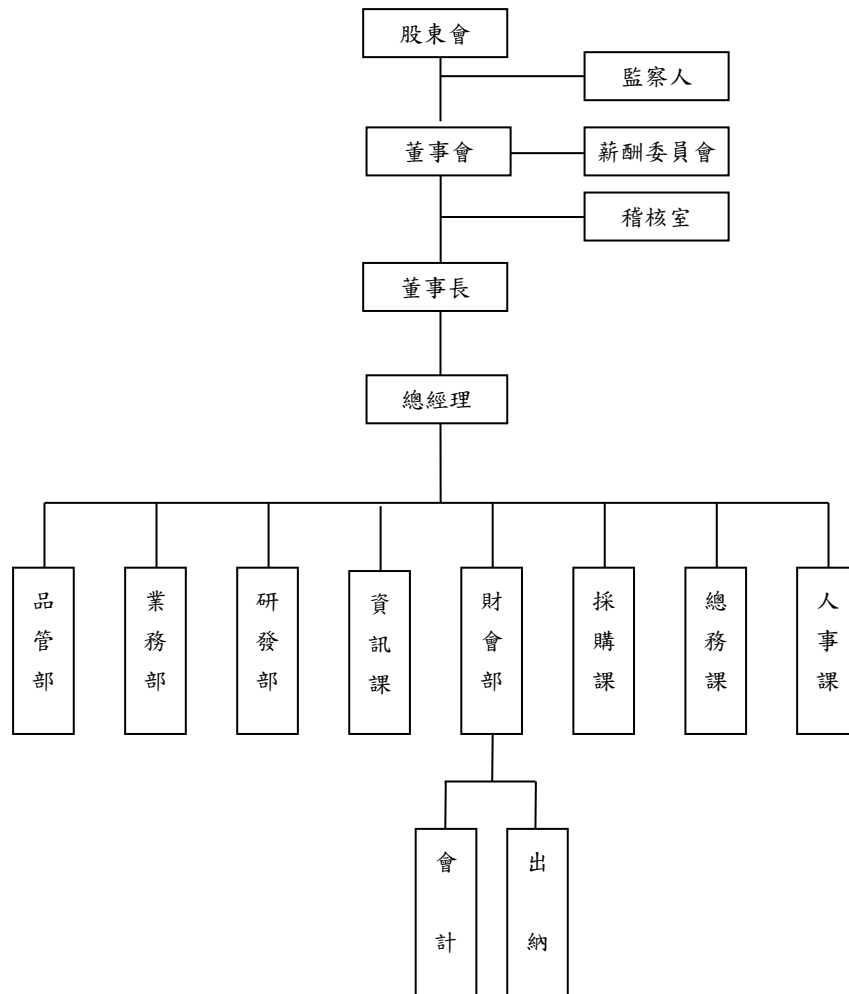 股東會
監察人
董事會
薪酬委員會
稽核室
董事長
總經理
品管部
業務部
研發部
資訊課
財會部
採購課
總務課
人事課
會計
出納